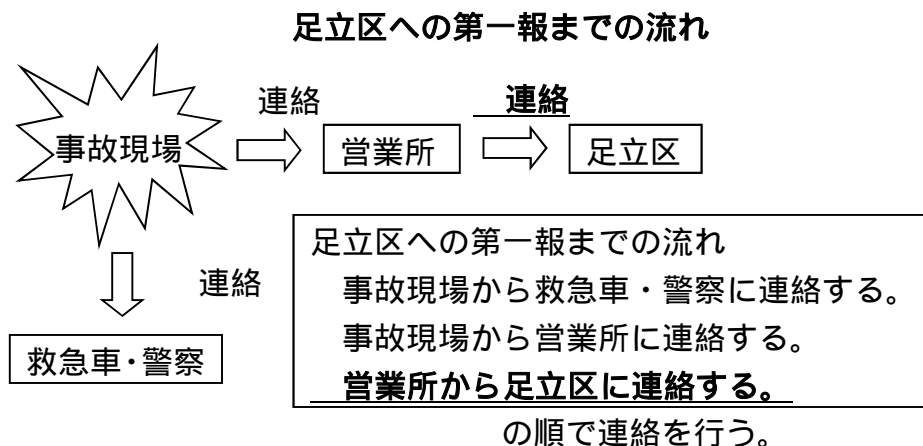 足立区への第一報までの流れ
連絡
連絡
事故現場
営業所
足立区
連絡
救急車・警察
足立区への第一報までの流れ
事故現場から救急車・警察に連絡する。
事故現場から営業所に連絡する。
営業所から足立区に連絡する。
の順で連絡を行う。